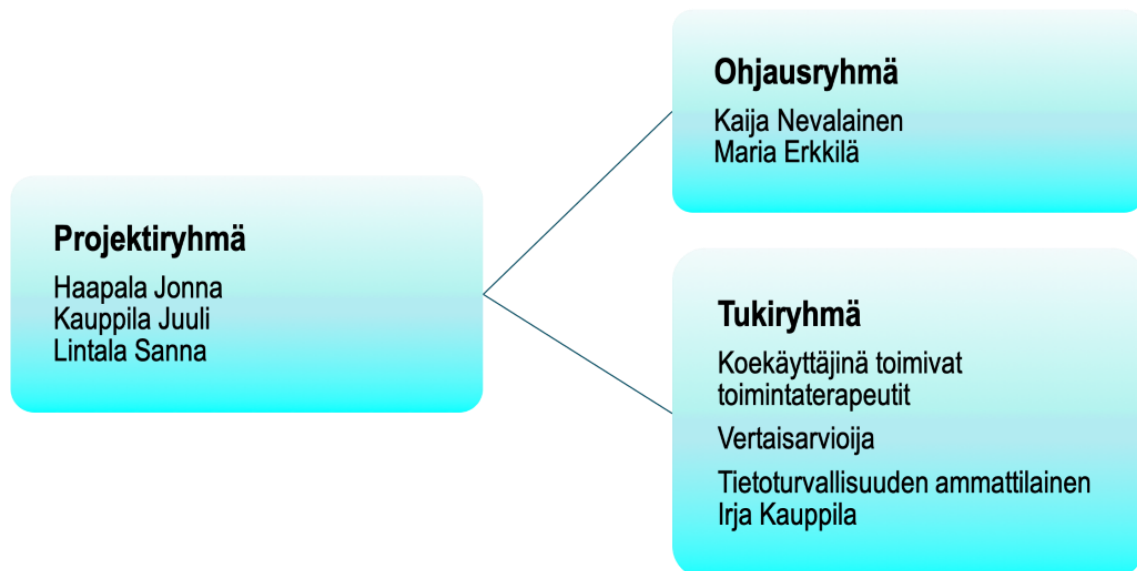 Projektiryhmä
Haapala Jonna
Kauppila Juuli
Lintala Sanna
Ohjausryhmä
Kaija Nevalainen
Maria Erkkilä
Tukiryhmä
Koekäyttäjinä toimivat
toimintaterapeutit
Vertaisarvioija
Tietoturvallisuuden ammattilainen
Irja Kauppila